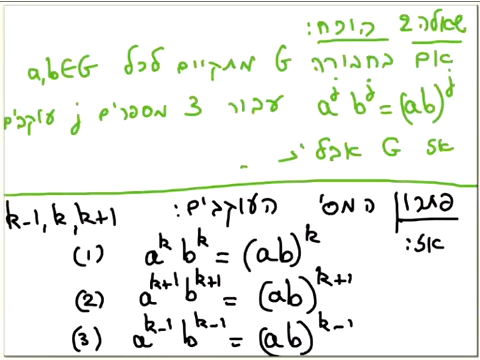 שאלה 2 הוכח:
אם בחבורה G מתקיים לכל a,b∈G
a^j b^j = (ab)^j עבור 3 מספרים j עוקבים
אז G אבלית.
פתרון המס' העוקבים: k-1, k, k+1
אז: (1) a^k b^k = (ab)^k
(2) a^{k+1} b^{k+1} = (ab)^{k+1}
(3) a^{k-1} b^{k-1} = (ab)^{k-1}